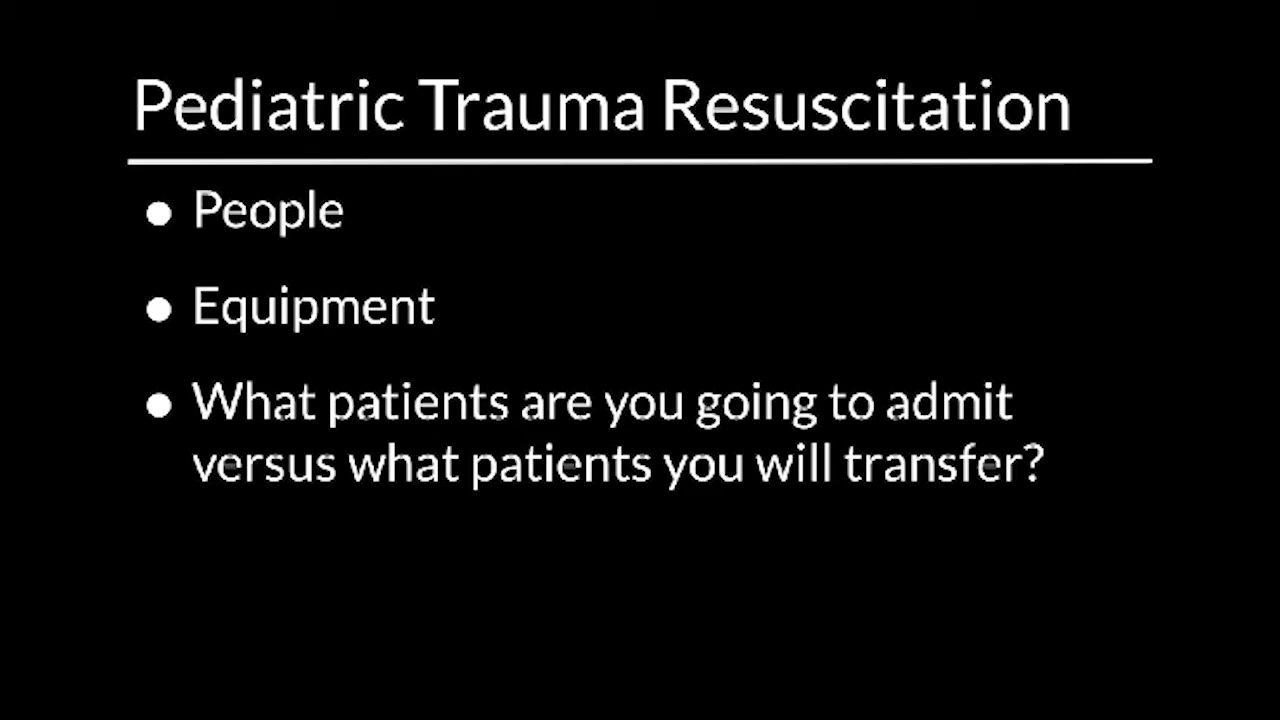 Pediatric Trauma Resuscitation
● People
● Equipment
● What patients are you going to admit
versus what patients you will transfer?